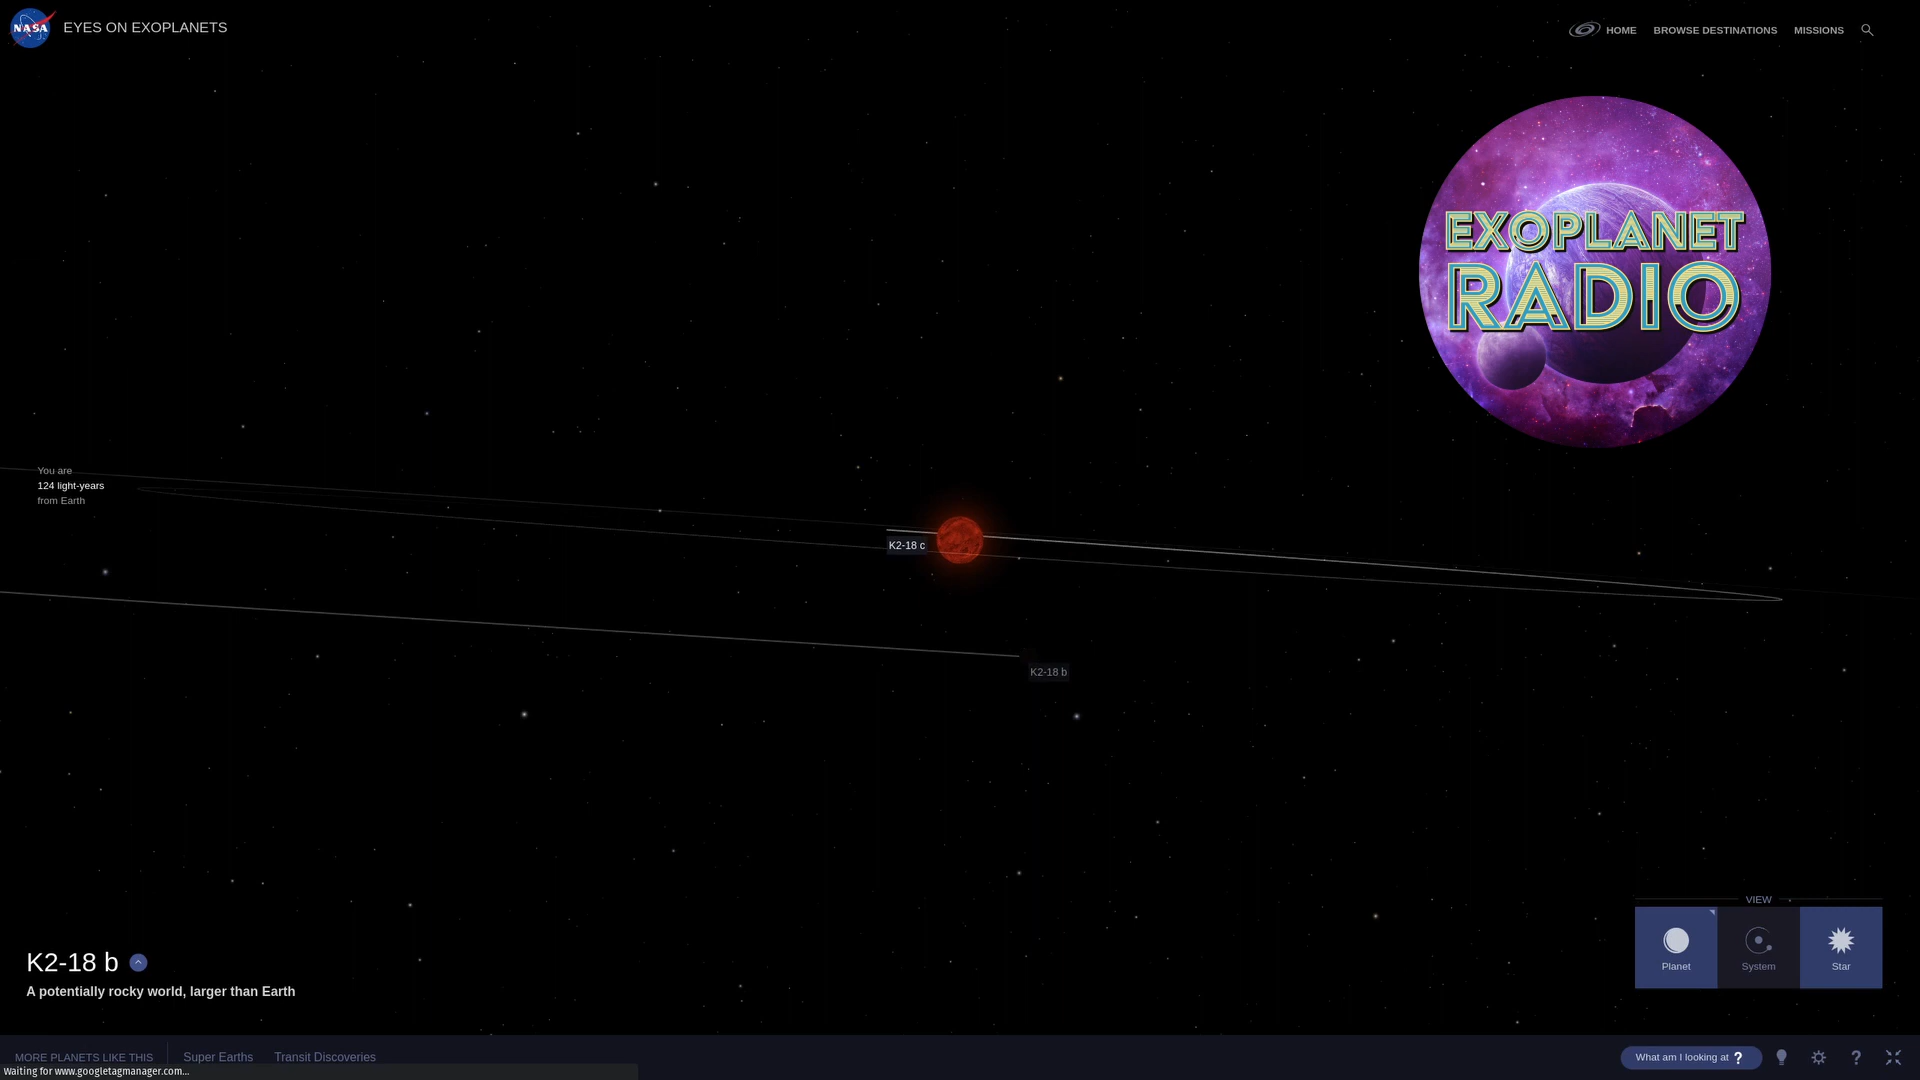 NASA
EYES ON EXOPLANETS
HOME
BROWSE DESTINATIONS
MISSIONS
EXOPLANET
RADIO
You are
124 light-years
from Earth
K2-18 c
K2-18 b
VIEW
Planet
System
Star
K2-18 b
A potentially rocky world, larger than Earth
MORE PLANETS LIKE THIS
Super Earths
Transit Discoveries
What am I looking at ?
?
Waiting for www.googletagmanager.com...